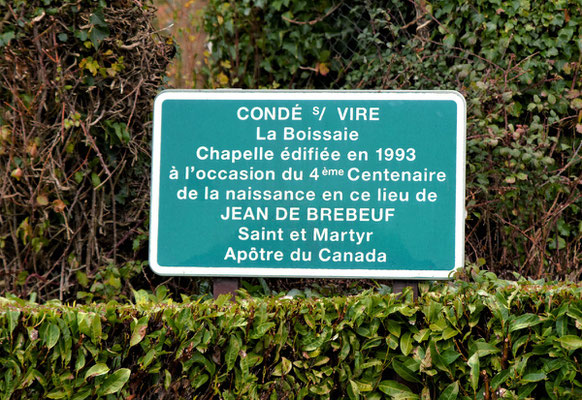 CONDÉ s/ VIRE
La Boissaie
Chapelle édifiée en 1993
à l'occasion du 4ème Centenaire
de la naissance en ce lieu de
JEAN DE BREBEUF
Saint et Martyr
Apôtre du Canada